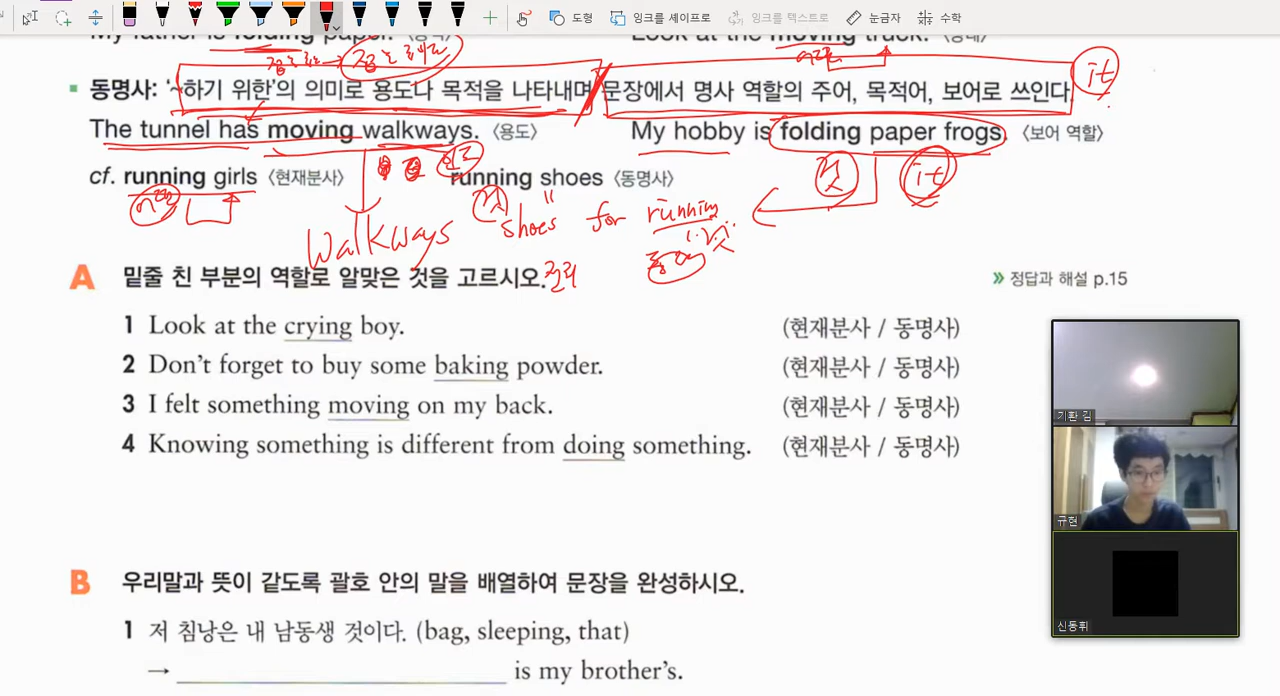 도형 잉크를 셰이프로 잉크를 텍스트로 눈금자 수학
My father is folding paper. 〈동작〉 Look at the moving truck. 〈상태〉
it
동명사: '~하기 위한'의 의미로 용도나 목적을 나타내며 문장에서 명사 역할의 주어, 목적어, 보어로 쓰인다.
The tunnel has moving walkways. 〈용도〉 My hobby is folding paper frogs. 〈보어 역할〉
것 it
cf. running girls 〈현재분사〉 running shoes 〈동명사〉
walkways shoes for running
A 밑줄 친 부분의 역할로 알맞은 것을 고르시오.
» 정답과 해설 p.15
1 Look at the crying boy. (현재분사 / 동명사)
2 Don't forget to buy some baking powder. (현재분사 / 동명사)
3 I felt something moving on my back. (현재분사 / 동명사)
4 Knowing something is different from doing something. (현재분사 / 동명사)
기환 김
규현
신동휘
B 우리말과 뜻이 같도록 괄호 안의 말을 배열하여 문장을 완성하시오.
1 저 침낭은 내 남동생 것이다. (bag, sleeping, that)
→ is my brother's.